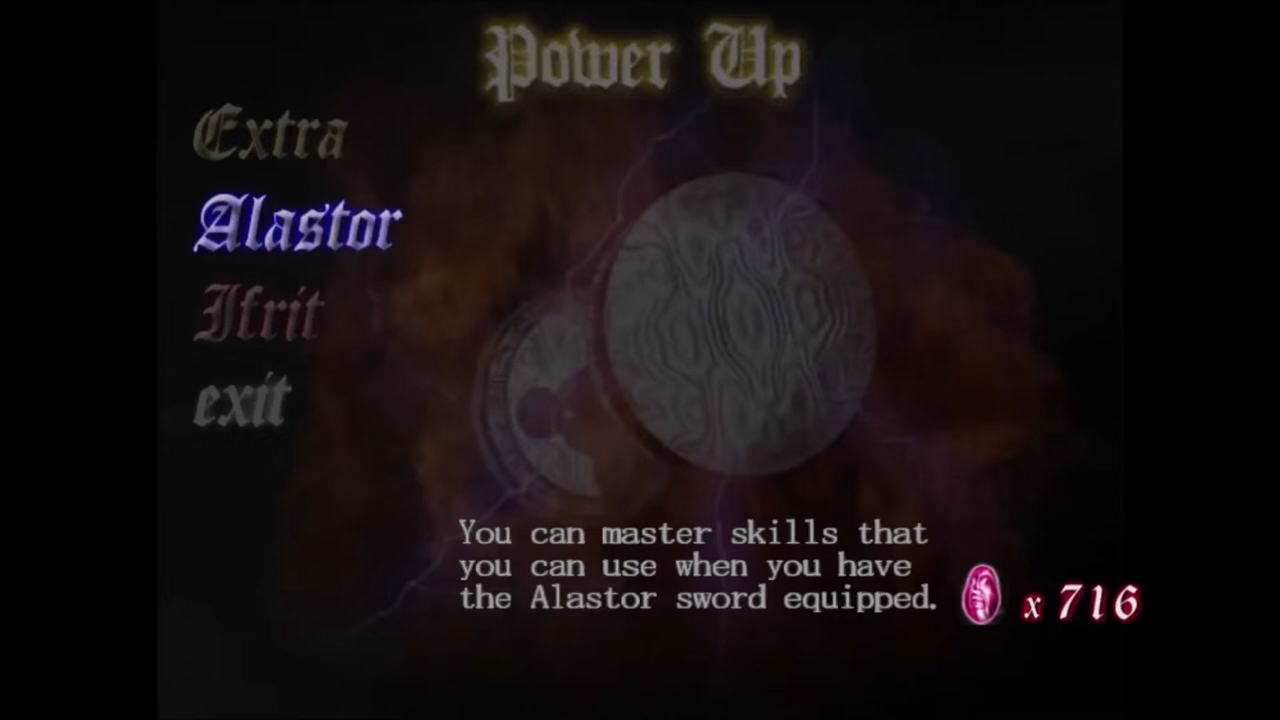 Power Up
Extra
Alastor
Ifrit
exit
You can master skills that
you can use when you have
the Alastor sword equipped.
x 716